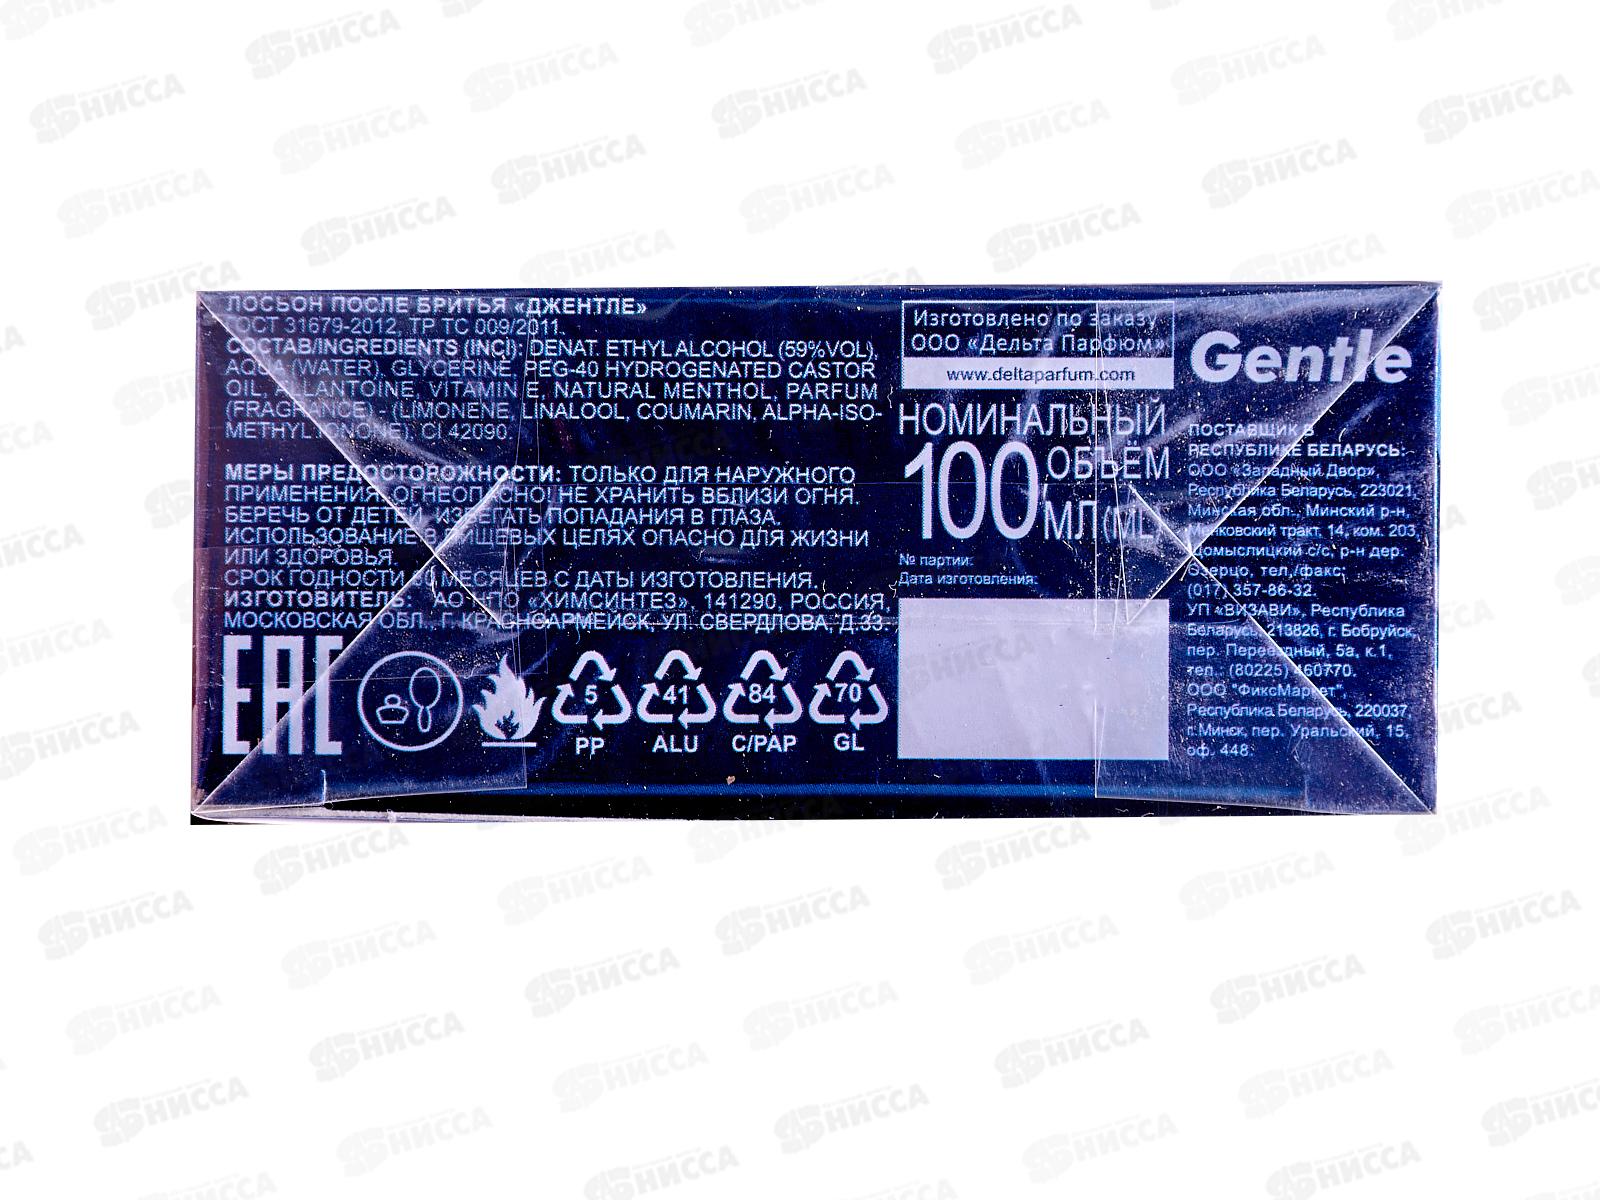 ЛОСЬОН ПОСЛЕ БРИТЬЯ «ДЖЕНТЛЕ»
ГОСТ 31679-2012, ТР ТС 009/2011.
СОСТАВ/INGREDIENTS (INCI): DENAT. ETHYL ALCOHOL (59%VOL),
AQUA (WATER), GLYCERINE, PEG-40 HYDROGENATED CASTOR
OIL, ALLANTOINE, VITAMIN E, NATURAL MENTHOL, PARFUM
(FRAGRANCE) - (LIMONENE, LINALOOL, COUMARIN, ALPHA-ISO-
METHYL IONONE), CI 42090.
МЕРЫ ПРЕДОСТОРОЖНОСТИ: ТОЛЬКО ДЛЯ НАРУЖНОГО
ПРИМЕНЕНИЯ. ОГНЕОПАСНО! НЕ ХРАНИТЬ ВБЛИЗИ ОГНЯ.
БЕРЕЧЬ ОТ ДЕТЕЙ. ИЗБЕГАТЬ ПОПАДАНИЯ В ГЛАЗА.
ИСПОЛЬЗОВАНИЕ В ПИЩЕВЫХ ЦЕЛЯХ ОПАСНО ДЛЯ ЖИЗНИ
ИЛИ ЗДОРОВЬЯ.
СРОК ГОДНОСТИ МЕСЯЦЕВ С ДАТЫ ИЗГОТОВЛЕНИЯ.
ИЗГОТОВИТЕЛЬ: АО НПО «ХИМСИНТЕЗ» 141290, РОССИЯ,
МОСКОВСКАЯ ОБЛ., Г. КРАСНОАРМЕЙСК, УЛ. СВЕРДЛОВА, Д.33.
EAC
5
PP
41
ALU
84
C/PAP
70
GL
Изготовлено по заказу
ООО «Дельта Парфюм»
www.deltaparfum.com
НОМИНАЛЬНЫЙ
ОБЪЁМ
100 МЛ (ML)
№ партии:
Дата изготовления:
Gentle
ПОСТАВЩИК В
РЕСПУБЛИКЕ БЕЛАРУСЬ:
ООО «Западный Двор»,
Республика Беларусь, 223021,
Минская обл., Минский р-н,
Меньковский тракт, 14, ком. 203,
Щомыслицкий с/с, р-н дер.
Озерцо, тел./факс:
(017) 357-86-32.
УП «ВИЗАВИ», Республика
Беларусь, 213826, г. Бобруйск,
пер. Переездный, 5а, к.1,
тел.: (80225) 460770.
ООО "ФиксМаркет",
Республика Беларусь, 220037
г.Минск, пер. Уральский, 15,
оф. 448
НИССА